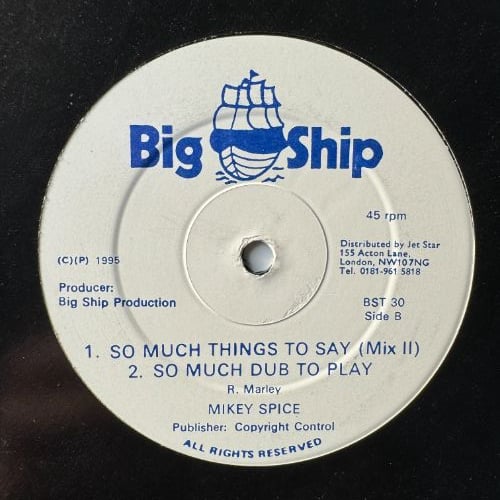 Big Ship
45 rpm
Distributed by Jet Star
155 Acton Lane,
London, NW107NG
Tel. 0181-961 5818
(C)(P) 1995
Producer:
Big Ship Production
BST 30
Side B
1. SO MUCH THINGS TO SAY (Mix II)
2. SO MUCH DUB TO PLAY
R. Marley
MIKEY SPICE
Publisher: Copyright Control
ALL RIGHTS RESERVED